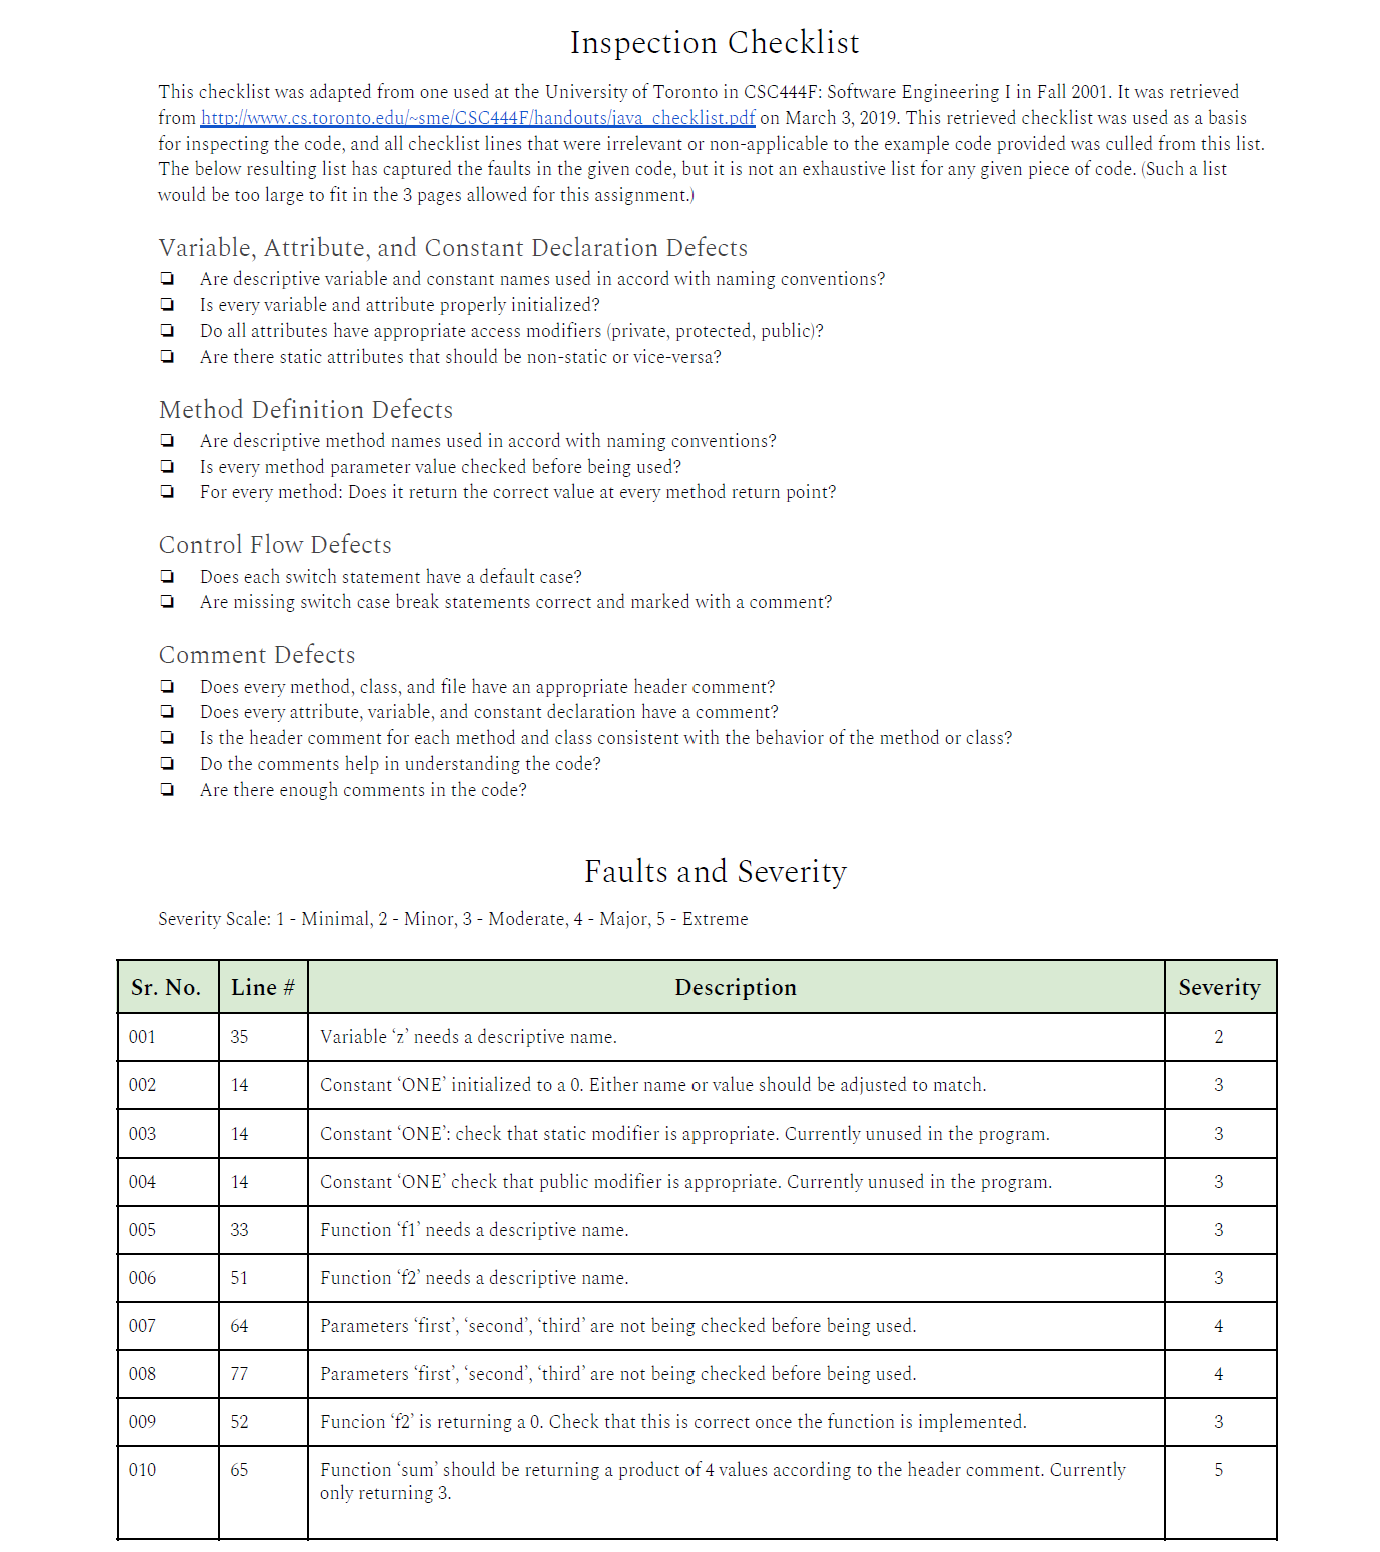 Inspection Checklist
This checklist was adapted from one used at the University of Toronto in CSC444F: Software Engineering I in Fall 2001. It was retrieved
from http://www.cs.toronto.edu/~sme/CSC444F/handouts/java_checklist.pdf on March 3, 2019. This retrieved checklist was used as a basis
for inspecting the code, and all checklist lines that were irrelevant or non-applicable to the example code provided was culled from this list.
The below resulting list has captured the faults in the given code, but it is not an exhaustive list for any given piece of code. (Such a list
would be too large to fit in the 3 pages allowed for this assignment.)
Variable, Attribute, and Constant Declaration Defects
❏ Are descriptive variable and constant names used in accord with naming conventions?
❏ Is every variable and attribute properly initialized?
❏ Do all attributes have appropriate access modifiers (private, protected, public)?
❏ Are there static attributes that should be non-static or vice-versa?
Method Definition Defects
❏ Are descriptive method names used in accord with naming conventions?
❏ Is every method parameter value checked before being used?
❏ For every method: Does it return the correct value at every method return point?
Control Flow Defects
❏ Does each switch statement have a default case?
❏ Are missing switch case break statements correct and marked with a comment?
Comment Defects
❏ Does every method, class, and file have an appropriate header comment?
❏ Does every attribute, variable, and constant declaration have a comment?
❏ Is the header comment for each method and class consistent with the behavior of the method or class?
❏ Do the comments help in understanding the code?
❏ Are there enough comments in the code?
Faults and Severity
Severity Scale: 1 - Minimal, 2 - Minor, 3 - Moderate, 4 - Major, 5 - Extreme
Sr. No. Line # Description Severity
001 35 Variable ‘z’ needs a descriptive name. 2
002 14 Constant ‘ONE’ initialized to a 0. Either name or value should be adjusted to match. 3
003 14 Constant ‘ONE’: check that static modifier is appropriate. Currently unused in the program. 3
004 14 Constant ‘ONE’ check that public modifier is appropriate. Currently unused in the program. 3
005 33 Function ‘f1’ needs a descriptive name. 3
006 51 Function ‘f2’ needs a descriptive name. 3
007 64 Parameters ‘first’, ‘second’, ‘third’ are not being checked before being used. 4
008 77 Parameters ‘first’, ‘second’, ‘third’ are not being checked before being used. 4
009 52 Funcion ‘f2’ is returning a 0. Check that this is correct once the function is implemented. 3
010 65 Function ‘sum’ should be returning a product of 4 values according to the header comment. Currently 5
only returning 3.